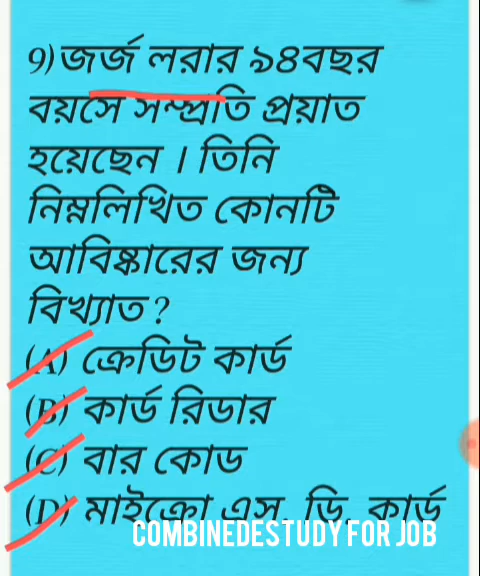 9) জর্জ লরার ৯৪বছর
বয়সে সম্প্রতি প্রয়াত
হয়েছেন । তিনি
নিম্নলিখিত কোনটি
আবিষ্কারের জন্য
বিখ্যাত ?
(A) ক্রেডিট কার্ড
(B) কার্ড রিডার
(C) বার কোড
(D) মাইক্রো এস. ডি. কার্ড
COMBINEDESTUDY FOR JOB